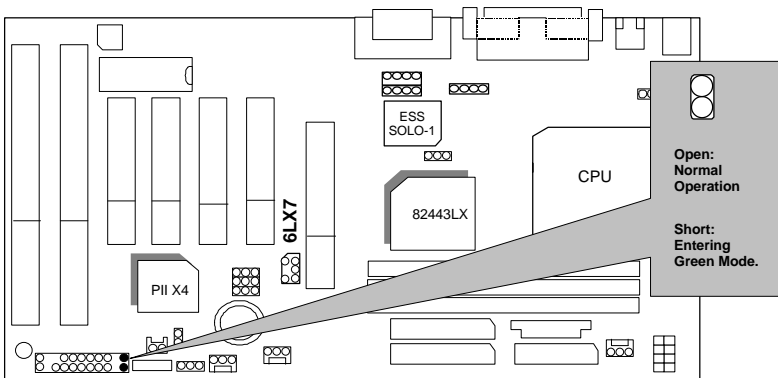 ESS
SOLO-1
CPU
82443LX
6LX7
PII X4
Open:
Normal
Operation
Short:
Entering
Green Mode.